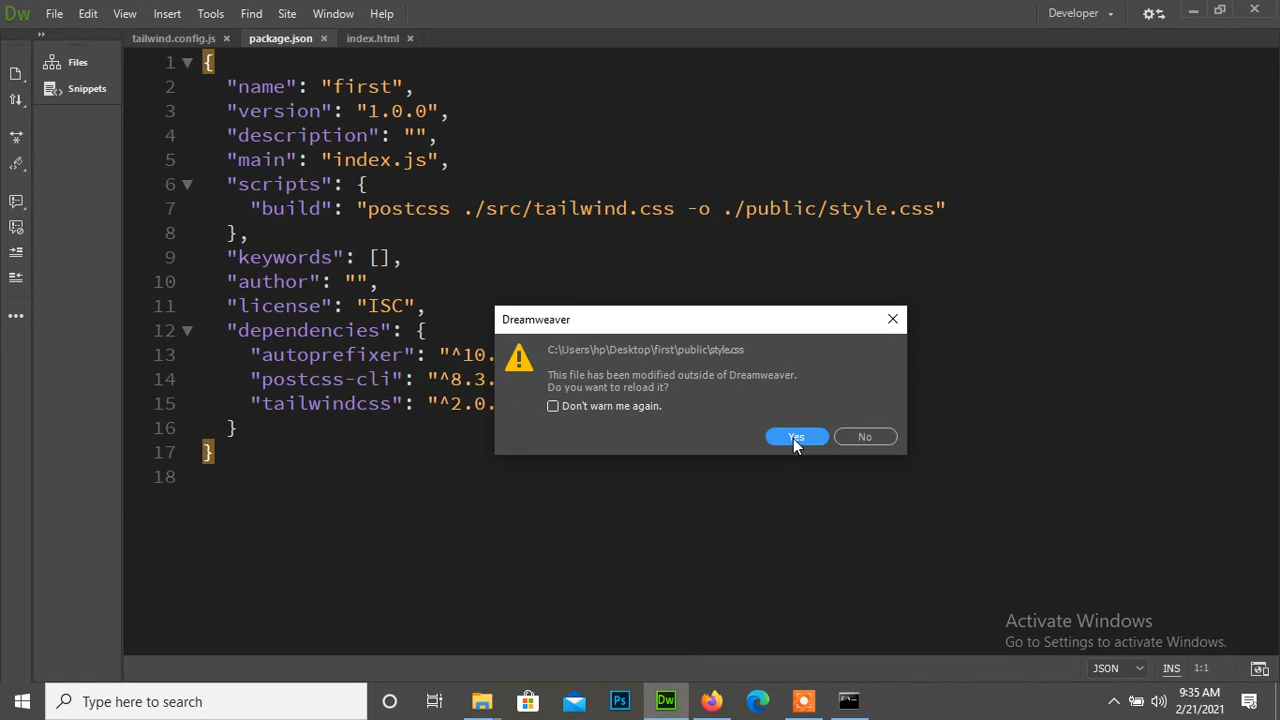 Dw File Edit View Insert Tools Find Site Window Help Developer
tailwind.config.js package.json index.html
Files
Snippets
1 {
2 "name": "first",
3 "version": "1.0.0",
4 "description": "",
5 "main": "index.js",
6 "scripts": {
7 "build": "postcss ./src/tailwind.css -o ./public/style.css"
8 },
9 "keywords": [],
10 "author": "",
11 "license": "ISC",
12 "dependencies": {
13 "autoprefixer": "^10.
14 "postcss-cli": "^8.3.
15 "tailwindcss": "^2.0.
16 }
17 }
18
Dreamweaver
C:\Users\hp\Desktop\first\public\style.css
This file has been modified outside of Dreamweaver.
Do you want to reload it?
Don't warn me again.
Yes No
Activate Windows
Go to Settings to activate Windows.
JSON INS 1:1
Type here to search
Ps Dw
9:35 AM
2/21/2021